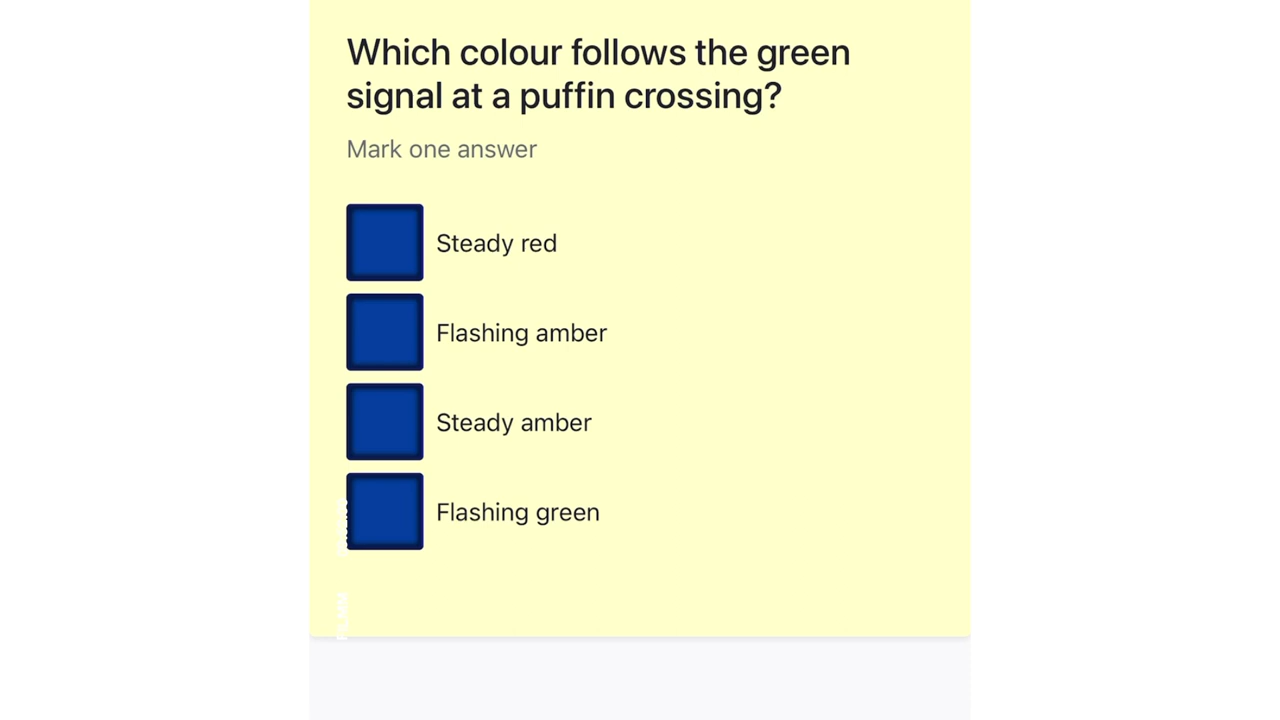 Which colour follows the green
signal at a puffin crossing?
Mark one answer
Steady red
Flashing amber
Steady amber
Flashing green